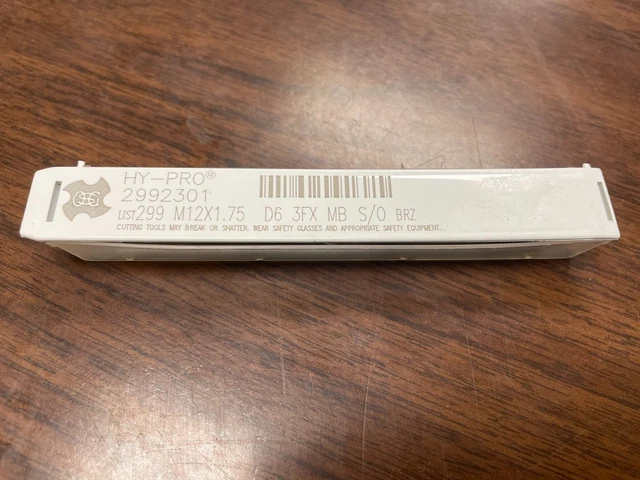 HY-PRO®
OSG
2992301
LIST299 M12X1.75 D6 3FX MB S/O BRZ
CUTTING TOOLS MAY BREAK OR SHATTER. WEAR SAFETY GLASSES AND APPROPRIATE SAFETY EQUIPMENT.